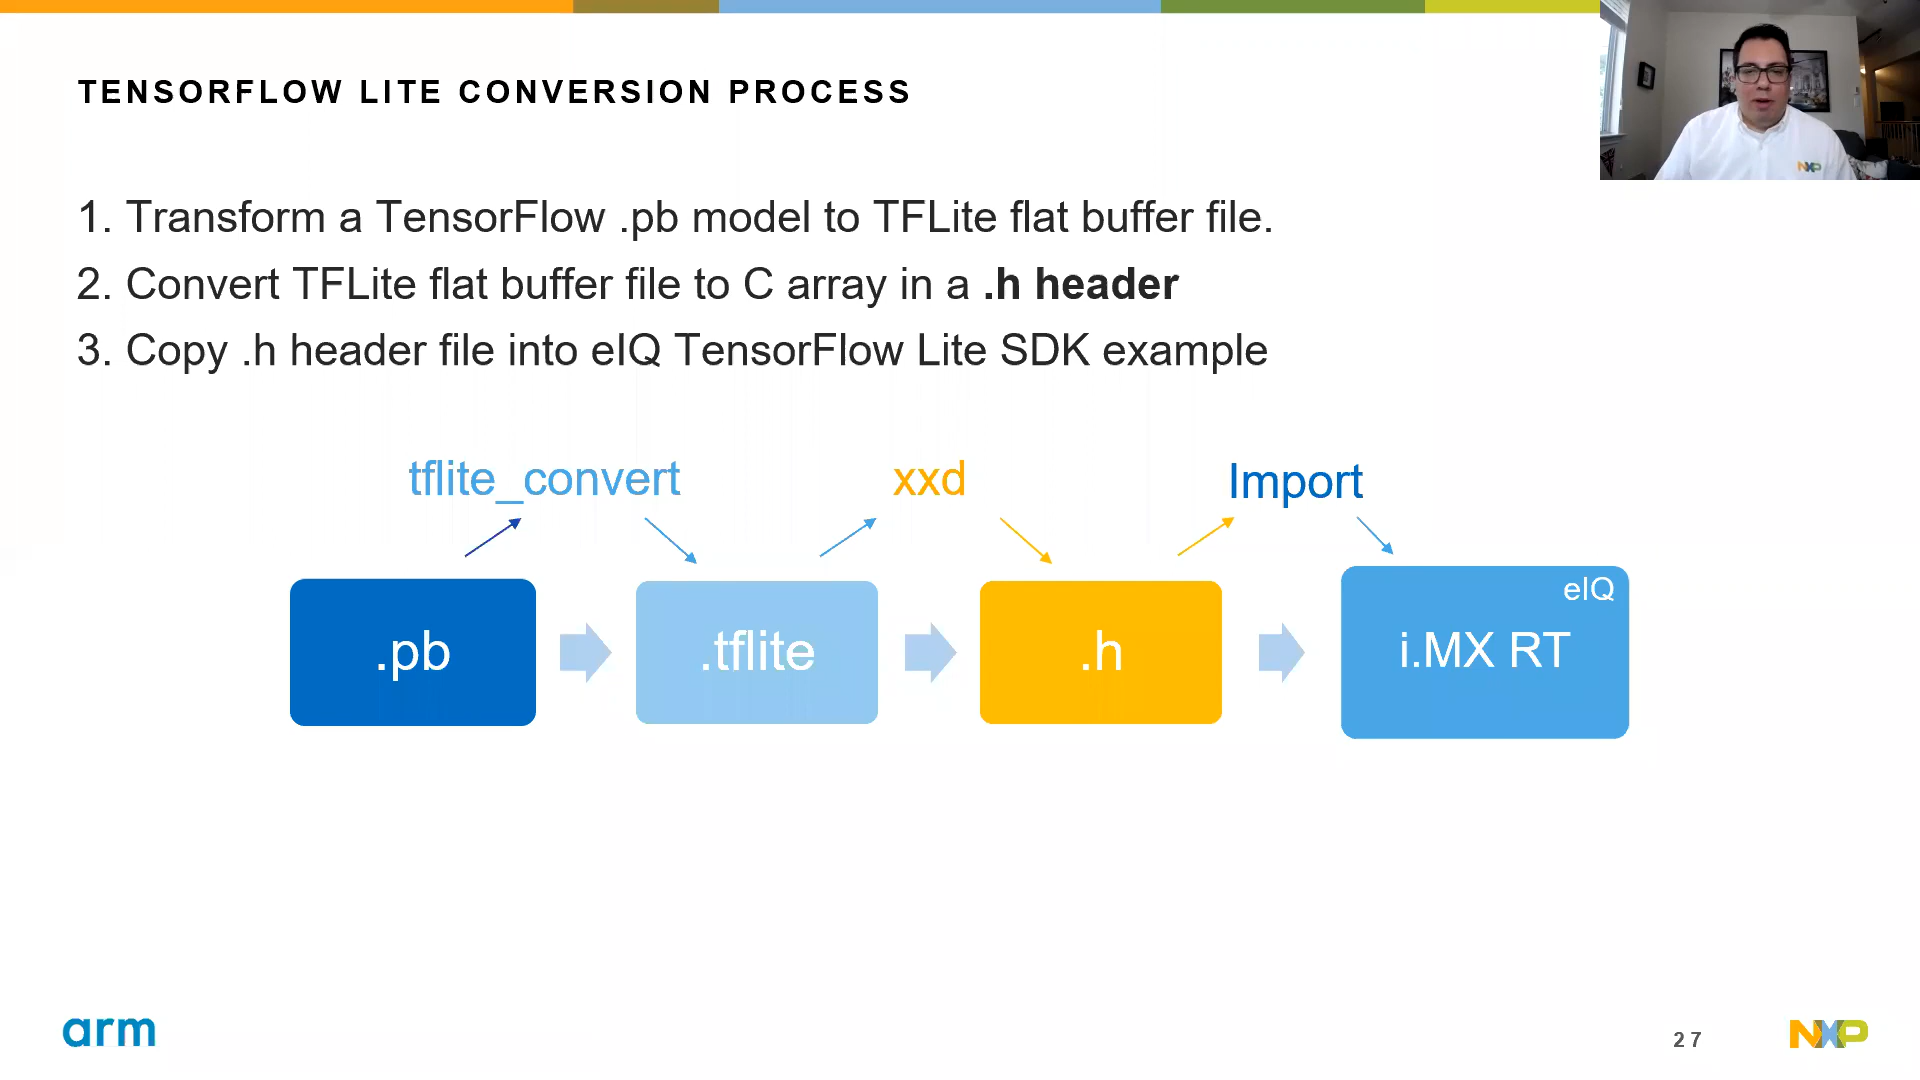 TENSORFLOW LITE CONVERSION PROCESS
NXP
1. Transform a TensorFlow .pb model to TFLite flat buffer file.
2. Convert TFLite flat buffer file to C array in a .h header
3. Copy .h header file into eIQ TensorFlow Lite SDK example
tflite_convert
xxd
Import
eIQ
.pb
.tflite
.h
i.MX RT
arm
27
NXP